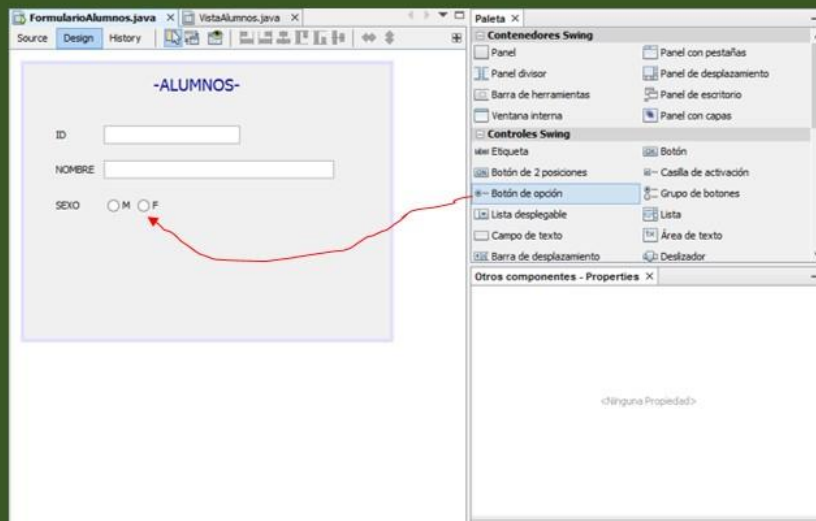 FormularioAlumnos.java × VistaAlumnos.java ×
Source Design History
-ALUMNOS-
ID
NOMBRE
SEXO M F
Paleta ×
Contenedores Swing
Panel Panel con pestañas
Panel divisor Panel de desplazamiento
Barra de herramientas Panel de escritorio
Ventana interna Panel con capas
Controles Swing
label Etiqueta OK Botón
ON Botón de 2 posiciones Casilla de activación
Botón de opción Grupo de botones
Lista desplegable Lista
Campo de texto Área de texto
Barra de desplazamiento Deslizador
Otros componentes - Properties ×
<Ninguna Propiedad>